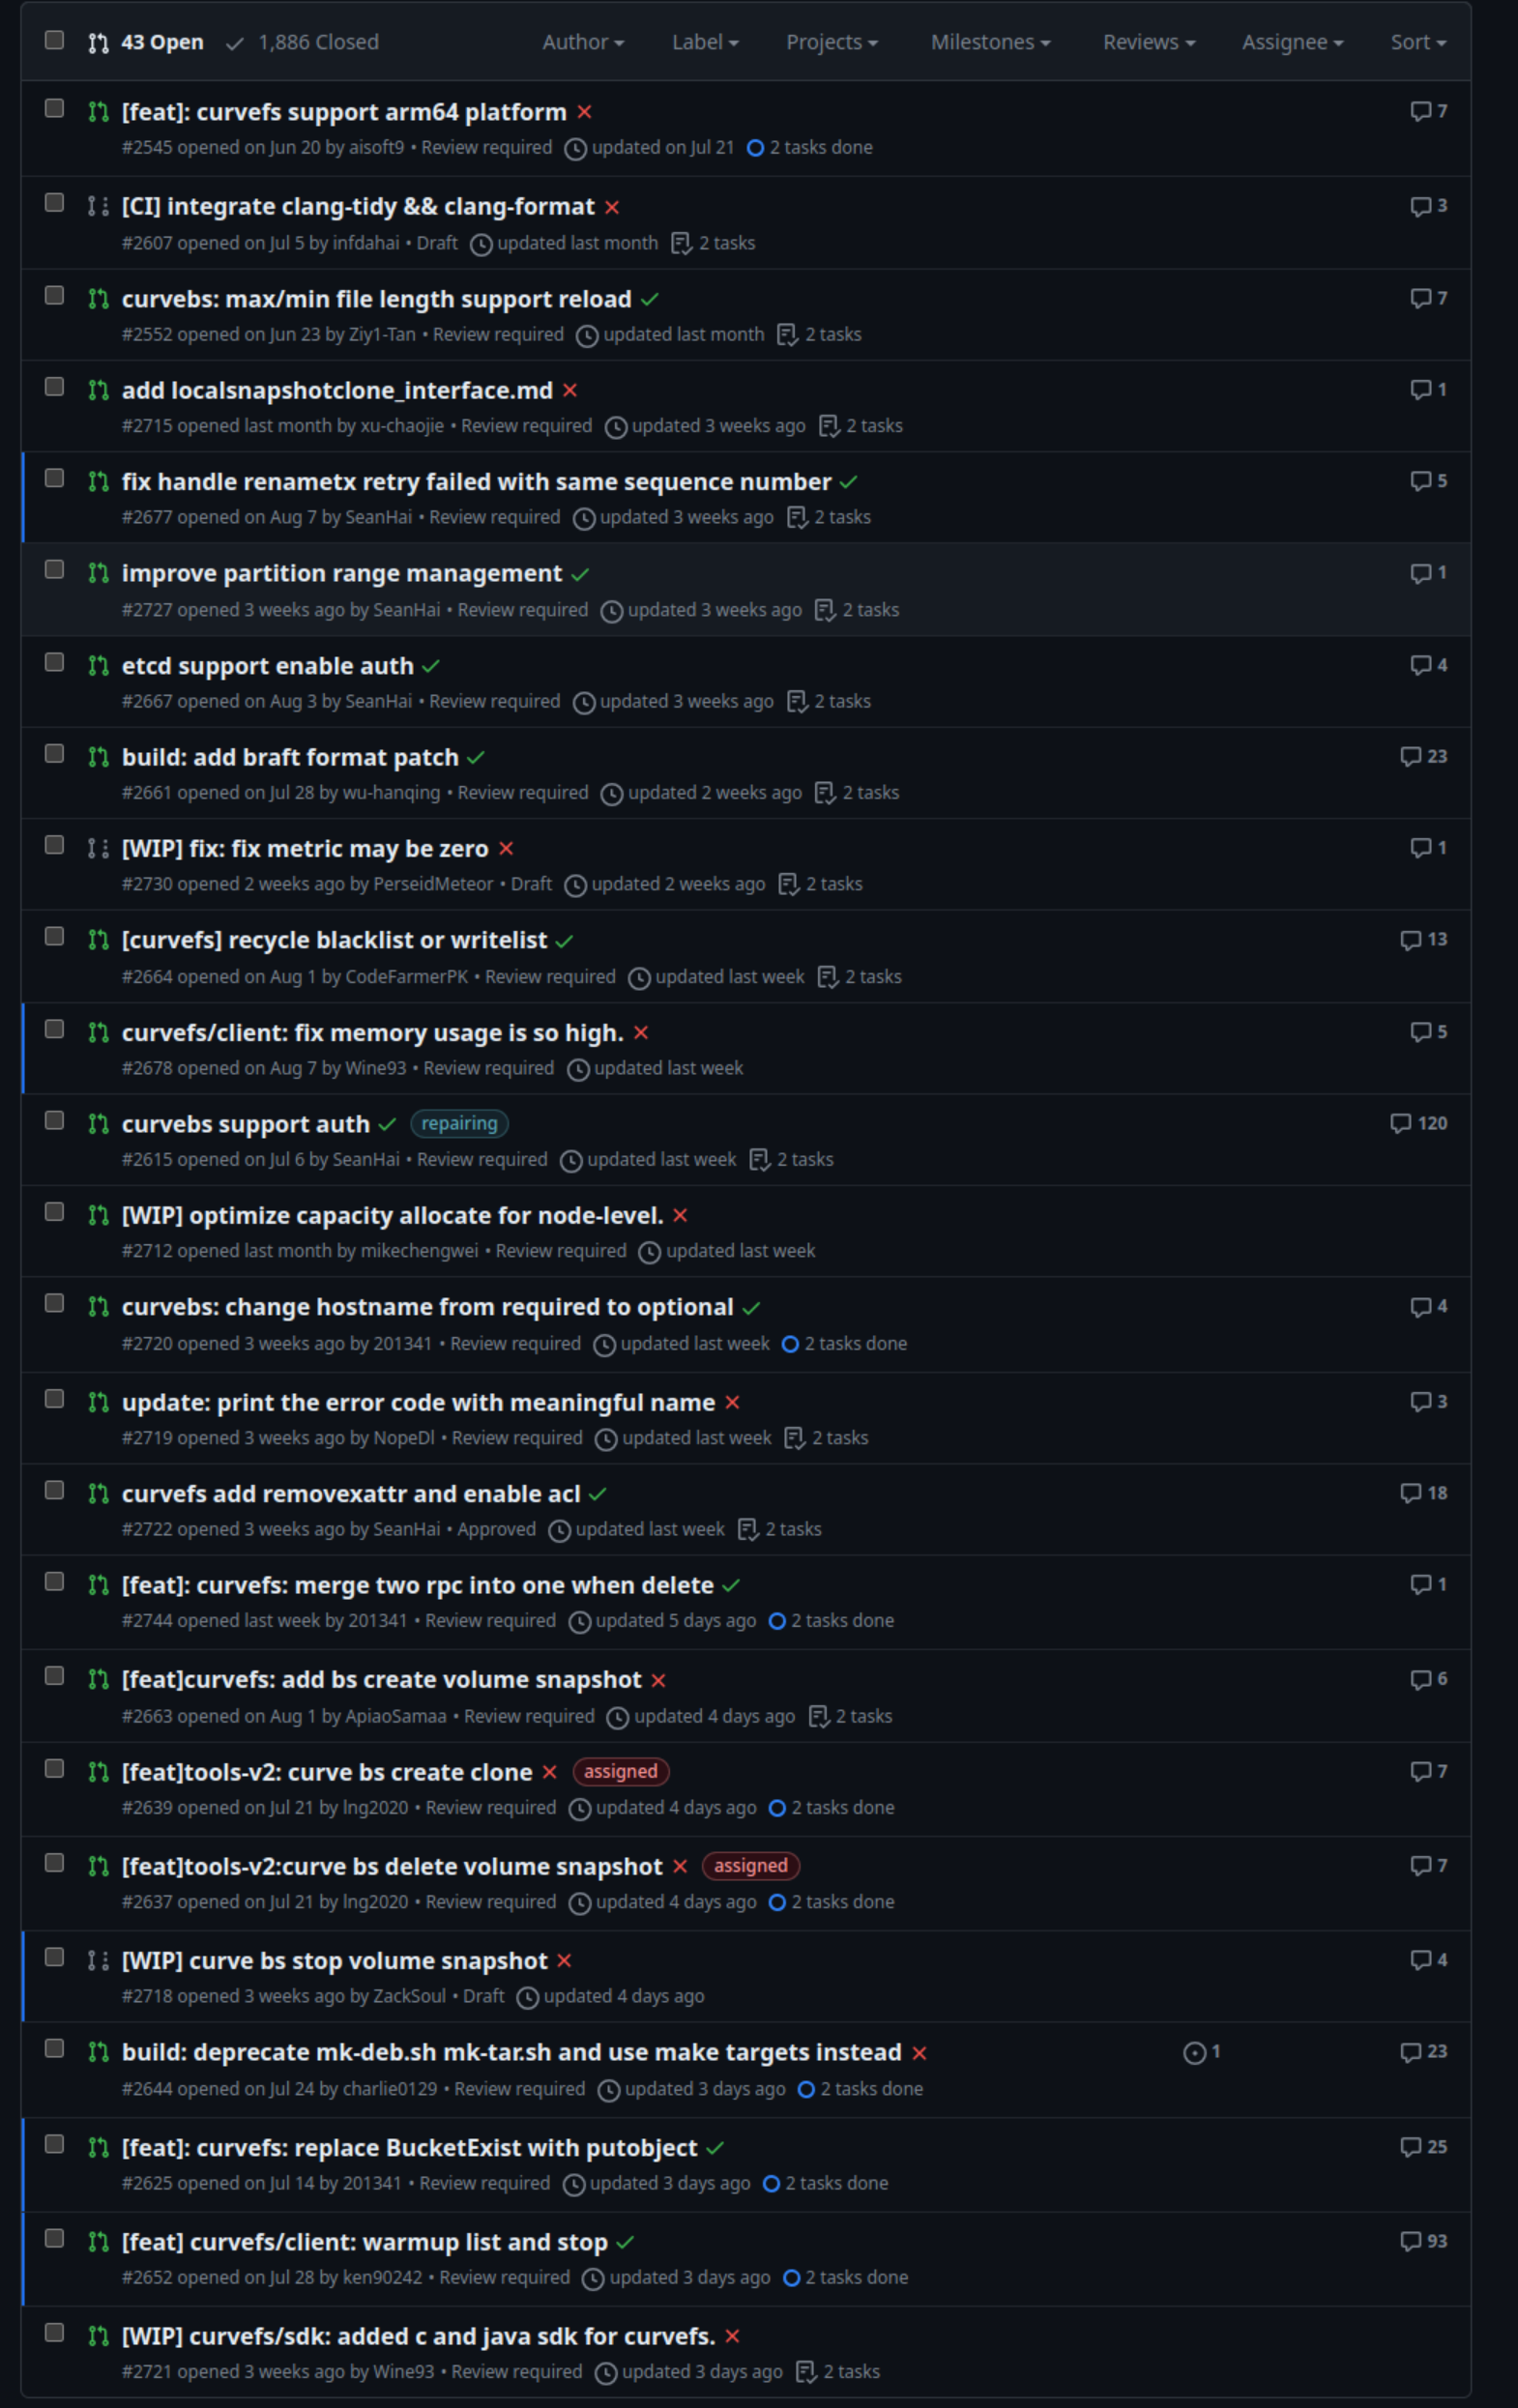 43 Open 1,886 Closed Author Label Projects Milestones Reviews Assignee Sort
[feat]: curvefs support arm64 platform 7
#2545 opened on Jun 20 by aisoft9 • Review required updated on Jul 21 2 tasks done
[CI] integrate clang-tidy && clang-format 3
#2607 opened on Jul 5 by infdahai • Draft updated last month 2 tasks
curvebs: max/min file length support reload 7
#2552 opened on Jun 23 by Ziy1-Tan • Review required updated last month 2 tasks
add localsnapshotclone_interface.md 1
#2715 opened last month by xu-chaojie • Review required updated 3 weeks ago 2 tasks
fix handle renametx retry failed with same sequence number 5
#2677 opened on Aug 7 by SeanHai • Review required updated 3 weeks ago 2 tasks
improve partition range management 1
#2727 opened 3 weeks ago by SeanHai • Review required updated 3 weeks ago 2 tasks
etcd support enable auth 4
#2667 opened on Aug 3 by SeanHai • Review required updated 3 weeks ago 2 tasks
build: add braft format patch 23
#2661 opened on Jul 28 by wu-hanqing • Review required updated 2 weeks ago 2 tasks
[WIP] fix: fix metric may be zero 1
#2730 opened 2 weeks ago by PerseidMeteor • Draft updated 2 weeks ago 2 tasks
[curvefs] recycle blacklist or writelist 13
#2664 opened on Aug 1 by CodeFarmerPK • Review required updated last week 2 tasks
curvefs/client: fix memory usage is so high. 5
#2678 opened on Aug 7 by Wine93 • Review required updated last week
curvebs support auth repairing 120
#2615 opened on Jul 6 by SeanHai • Review required updated last week 2 tasks
[WIP] optimize capacity allocate for node-level.
#2712 opened last month by mikechengwei • Review required updated last week
curvebs: change hostname from required to optional 4
#2720 opened 3 weeks ago by 201341 • Review required updated last week 2 tasks done
update: print the error code with meaningful name 3
#2719 opened 3 weeks ago by NopeDl • Review required updated last week 2 tasks
curvefs add removexattr and enable acl 18
#2722 opened 3 weeks ago by SeanHai • Approved updated last week 2 tasks
[feat]: curvefs: merge two rpc into one when delete 1
#2744 opened last week by 201341 • Review required updated 5 days ago 2 tasks done
[feat]curvefs: add bs create volume snapshot 6
#2663 opened on Aug 1 by ApiaoSamaa • Review required updated 4 days ago 2 tasks
[feat]tools-v2: curve bs create clone assigned 7
#2639 opened on Jul 21 by lng2020 • Review required updated 4 days ago 2 tasks done
[feat]tools-v2:curve bs delete volume snapshot assigned 7
#2637 opened on Jul 21 by lng2020 • Review required updated 4 days ago 2 tasks done
[WIP] curve bs stop volume snapshot 4
#2718 opened 3 weeks ago by ZackSoul • Draft updated 4 days ago
build: deprecate mk-deb.sh mk-tar.sh and use make targets instead 1 23
#2644 opened on Jul 24 by charlie0129 • Review required updated 3 days ago 2 tasks done
[feat]: curvefs: replace BucketExist with putobject 25
#2625 opened on Jul 14 by 201341 • Review required updated 3 days ago 2 tasks done
[feat] curvefs/client: warmup list and stop 93
#2652 opened on Jul 28 by ken90242 • Review required updated 3 days ago 2 tasks done
[WIP] curvefs/sdk: added c and java sdk for curvefs.
#2721 opened 3 weeks ago by Wine93 • Review required updated 3 days ago 2 tasks